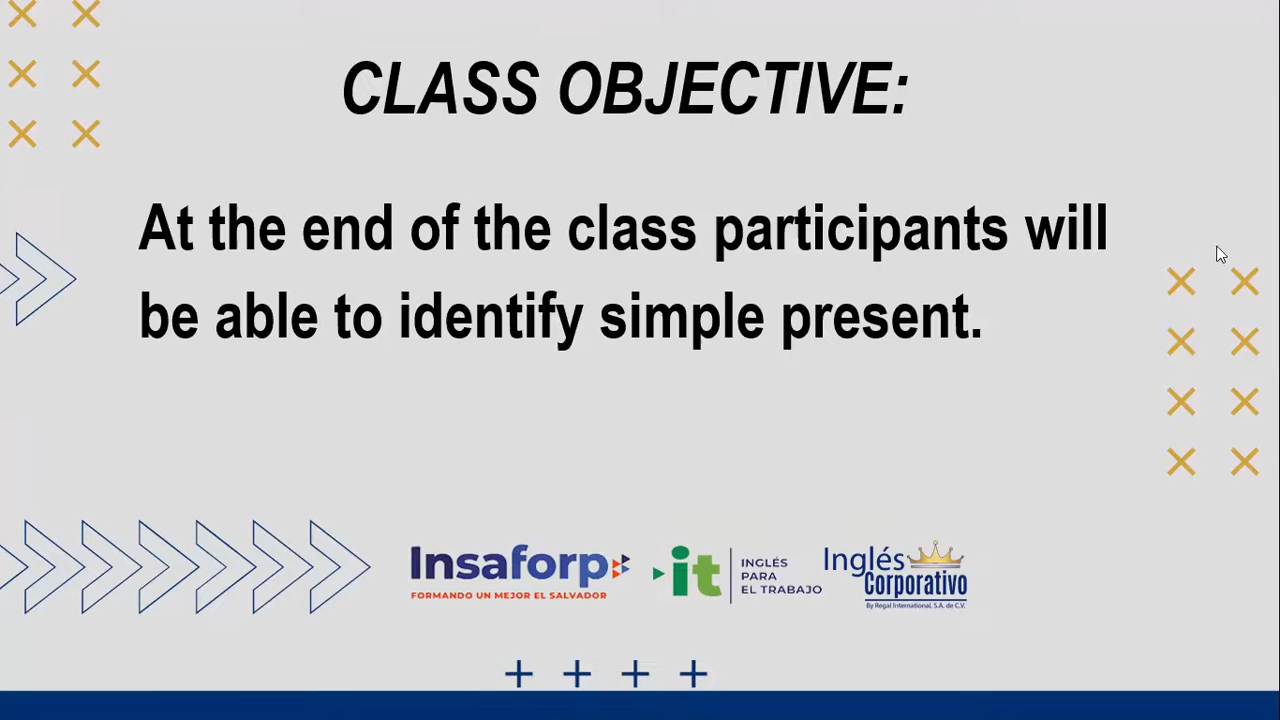 CLASS OBJECTIVE:
At the end of the class participants will
be able to identify simple present.
Insaforp
FORMANDO UN MEJOR EL SALVADOR
it
INGLÉS
PARA
EL TRABAJO
Inglés
Corporativo
By Regal International, S.A. de C.V.